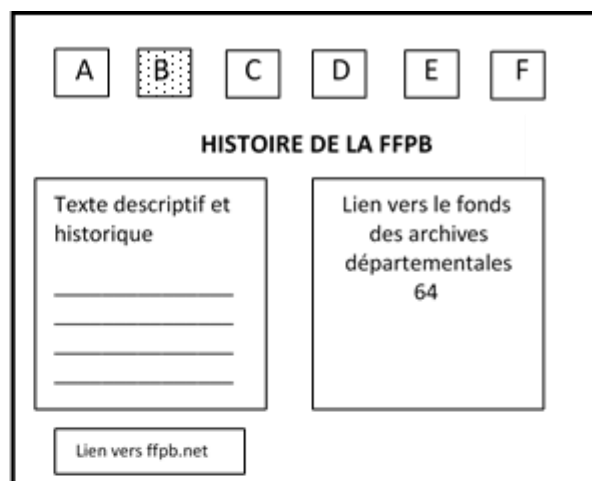 A B C D E F
HISTOIRE DE LA FFPB
Texte descriptif et
historique
Lien vers le fonds
des archives
départementales
64
Lien vers ffpb.net